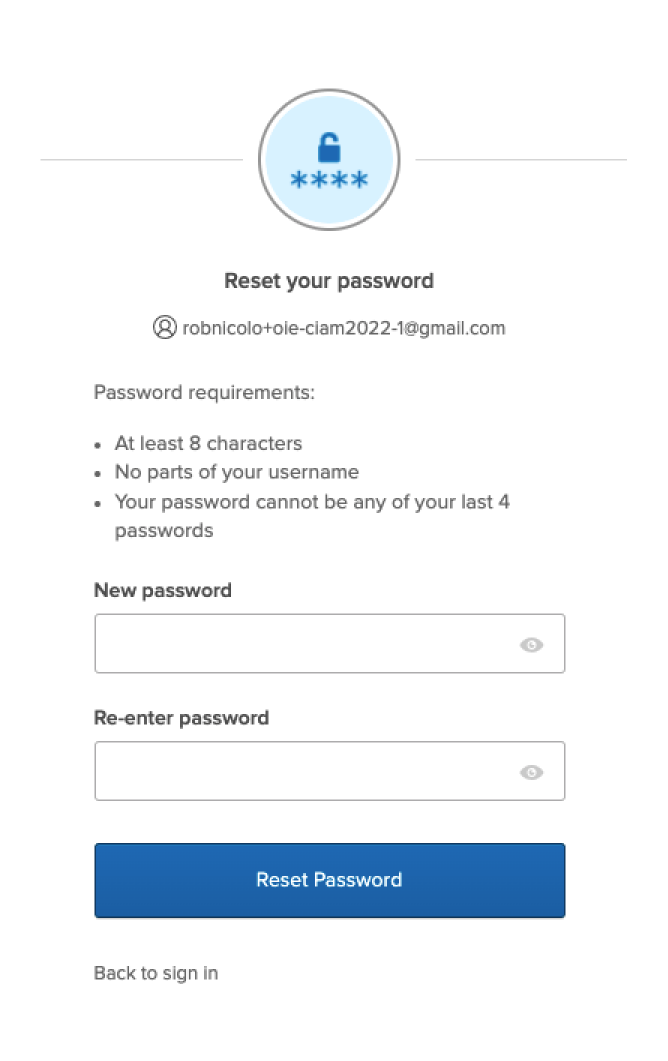 ****
Reset your password
robnicolo+oie-ciam2022-1@gmail.com
Password requirements:
• At least 8 characters
• No parts of your username
• Your password cannot be any of your last 4
passwords
New password
Re-enter password
Reset Password
Back to sign in